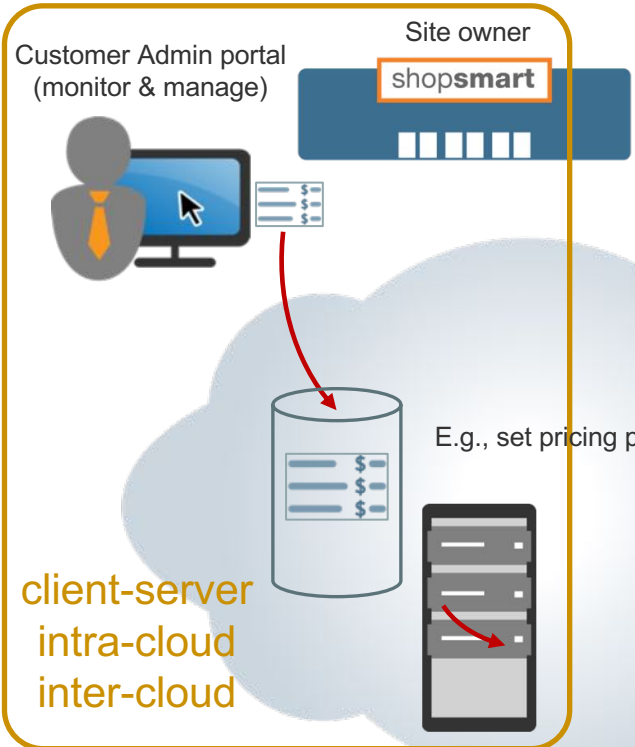 Site owner
Customer Admin portal
(monitor & manage)
shopsmart
$
$
$
$
$
$
E.g., set pricing p
client-server
intra-cloud
inter-cloud